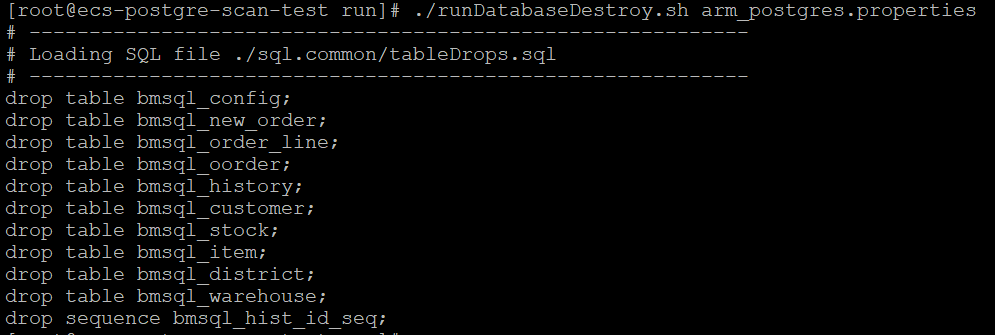 [root@ecs-postgre-scan-test run]# ./runDatabaseDestroy.sh arm_postgres.properties
# ------------------------------------------------------------
# Loading SQL file ./sql.common/tableDrops.sql
# ------------------------------------------------------------
drop table bmsql_config;
drop table bmsql_new_order;
drop table bmsql_order_line;
drop table bmsql_oorder;
drop table bmsql_history;
drop table bmsql_customer;
drop table bmsql_stock;
drop table bmsql_item;
drop table bmsql_district;
drop table bmsql_warehouse;
drop sequence bmsql_hist_id_seq;